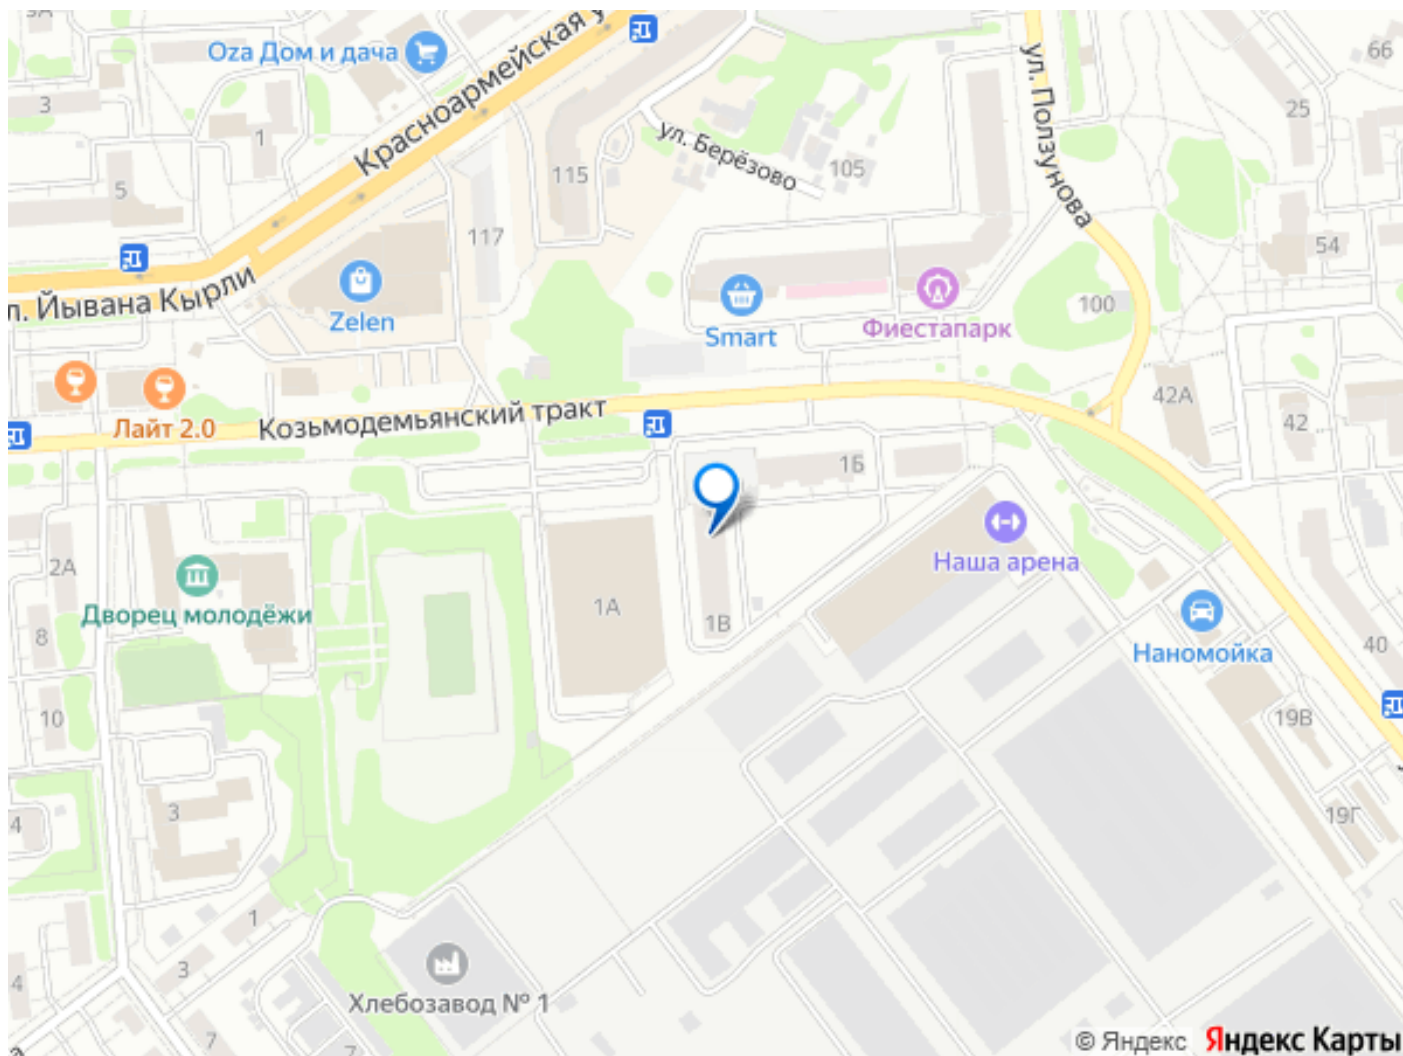 9А
Oza Дом и дача
Красноармейская у
66
3
1
25
ул. Ползунова
ул. Берёзово
115
105
5
117
54
л. Йывана Кырли
Zelen
Smart
Фиестапарк
100
42А
Лайт 2.0
Козьмодемьянский тракт
42
1Б
Наша арена
2А
Дворец молодёжи
1А
1В
8
Наномойка
40
10
19В
3
4
19Г
1
3
4
Хлебозавод № 1
7
7
© Яндекс Яндекс Карты